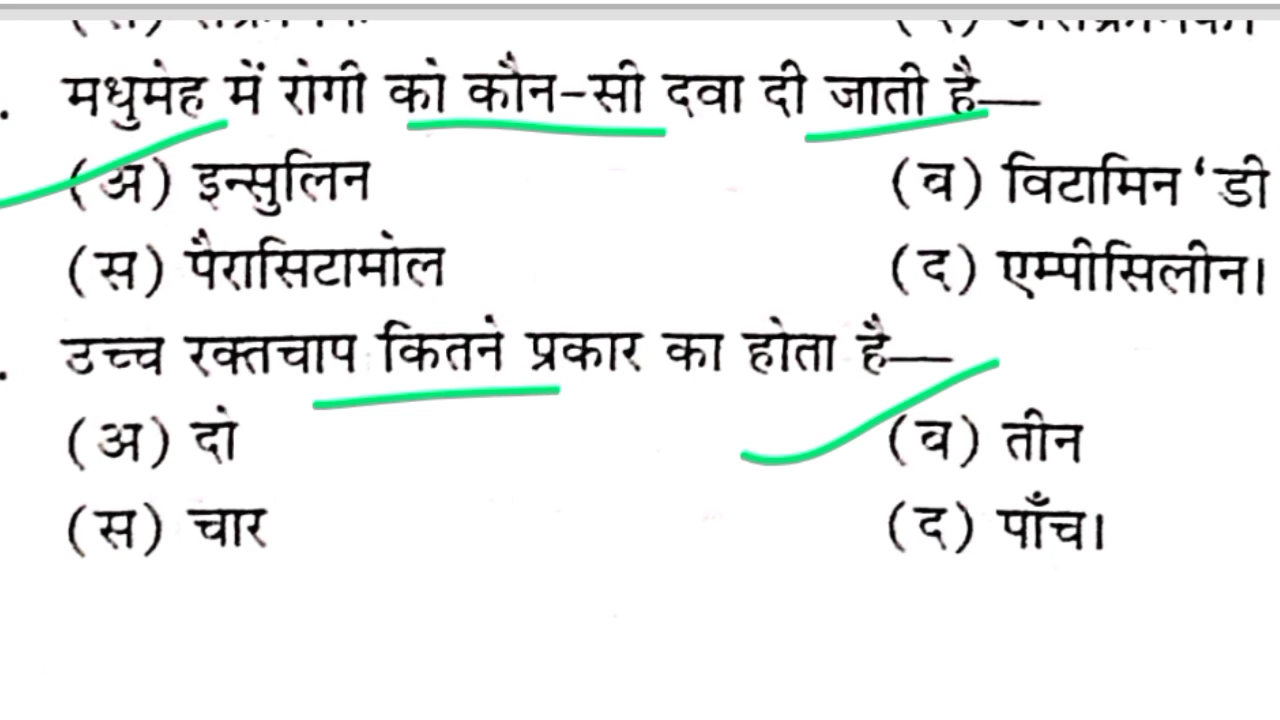 . मधुमेह में रोगी को कौन-सी दवा दी जाती है—
(अ) इन्सुलिन (व) विटामिन ‘डी
(स) पैरासिटामोल (द) एम्पीसिलीन।
. उच्च रक्तचाप कितने प्रकार का होता है—
(अ) दो (व) तीन
(स) चार (द) पाँच।